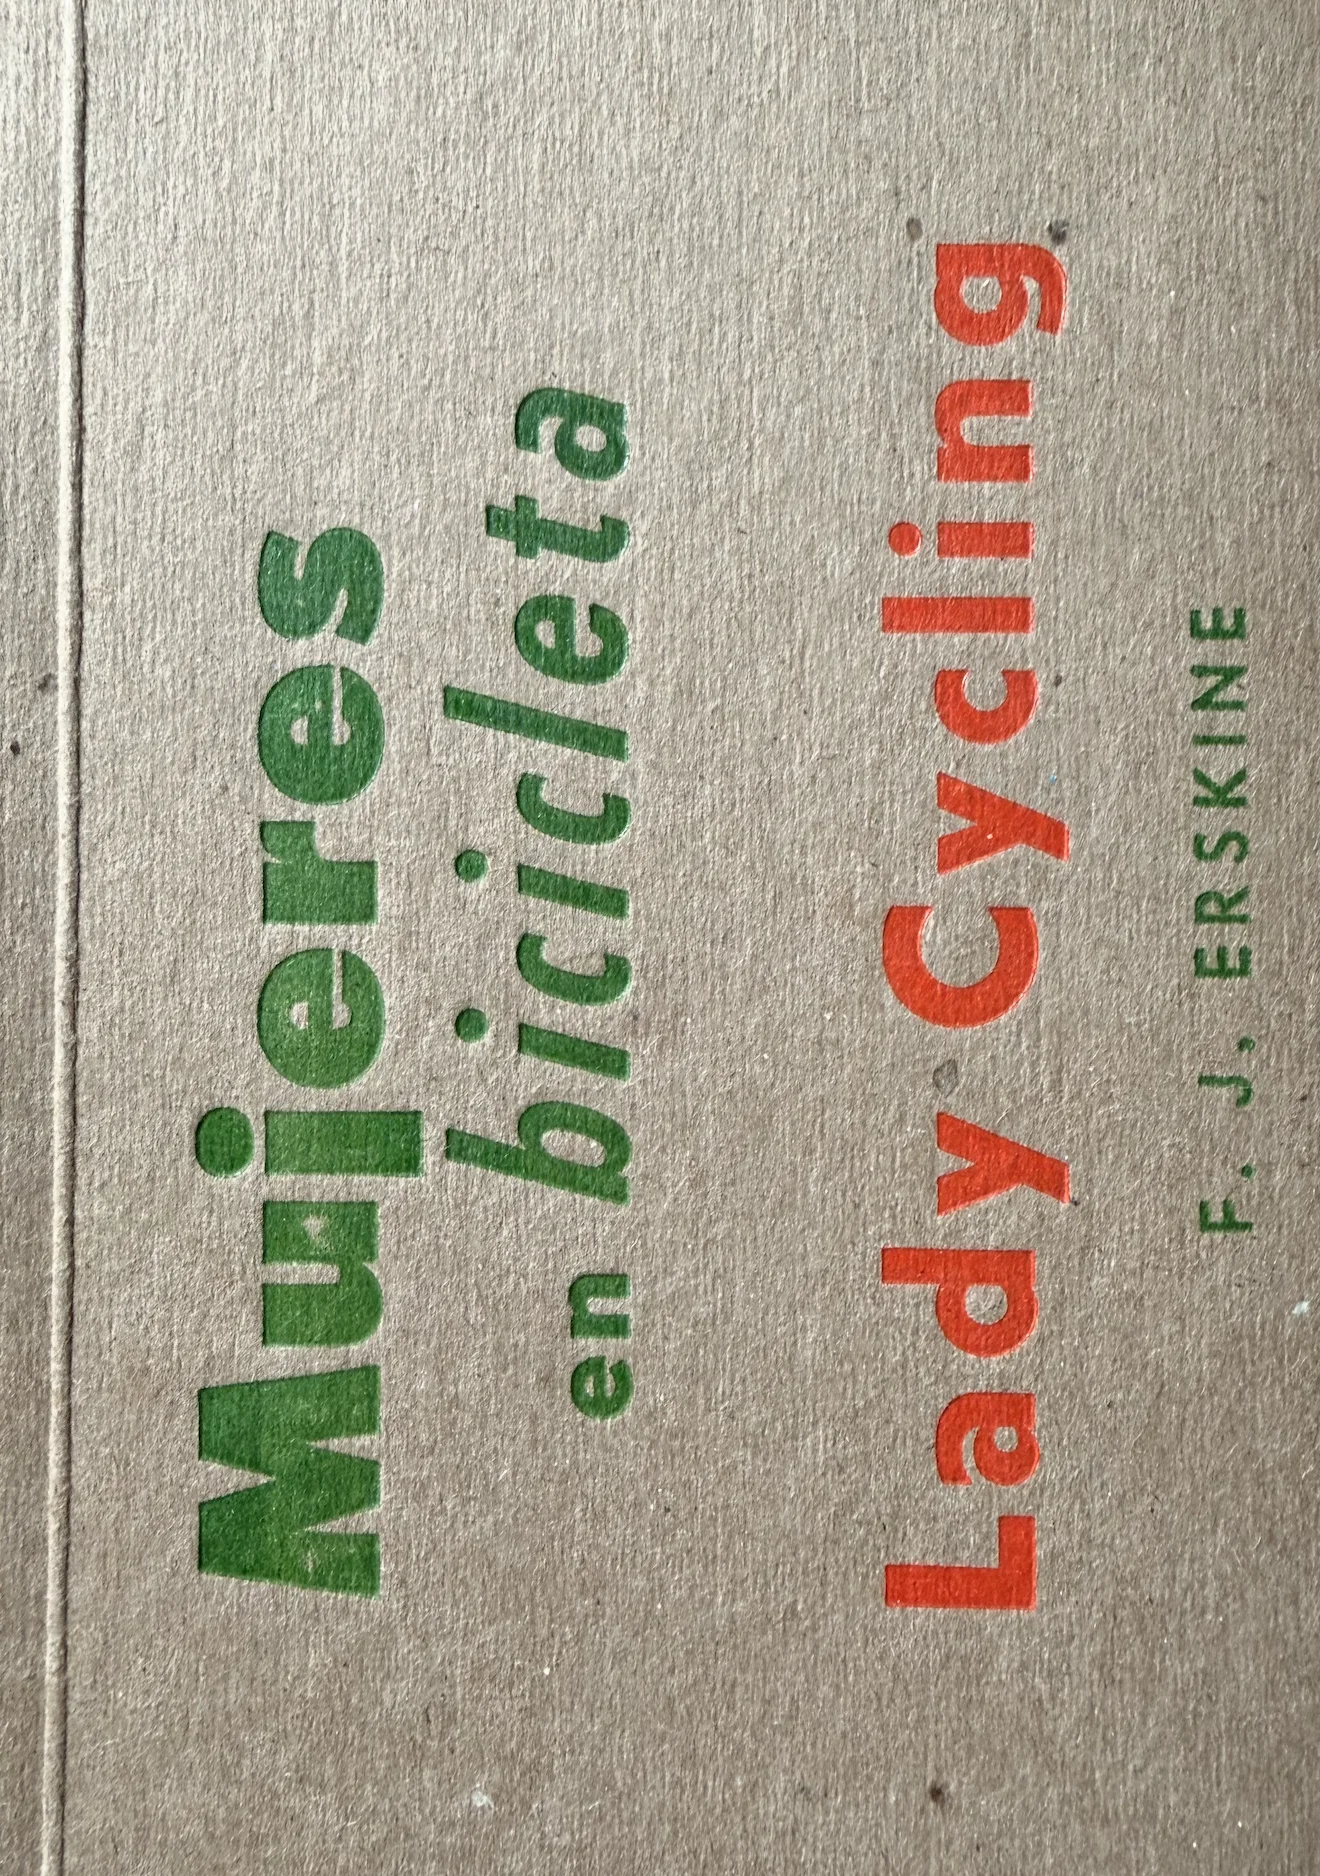 Mujeres
en bicicleta
Lady Cycling
F. J. ERSKINE